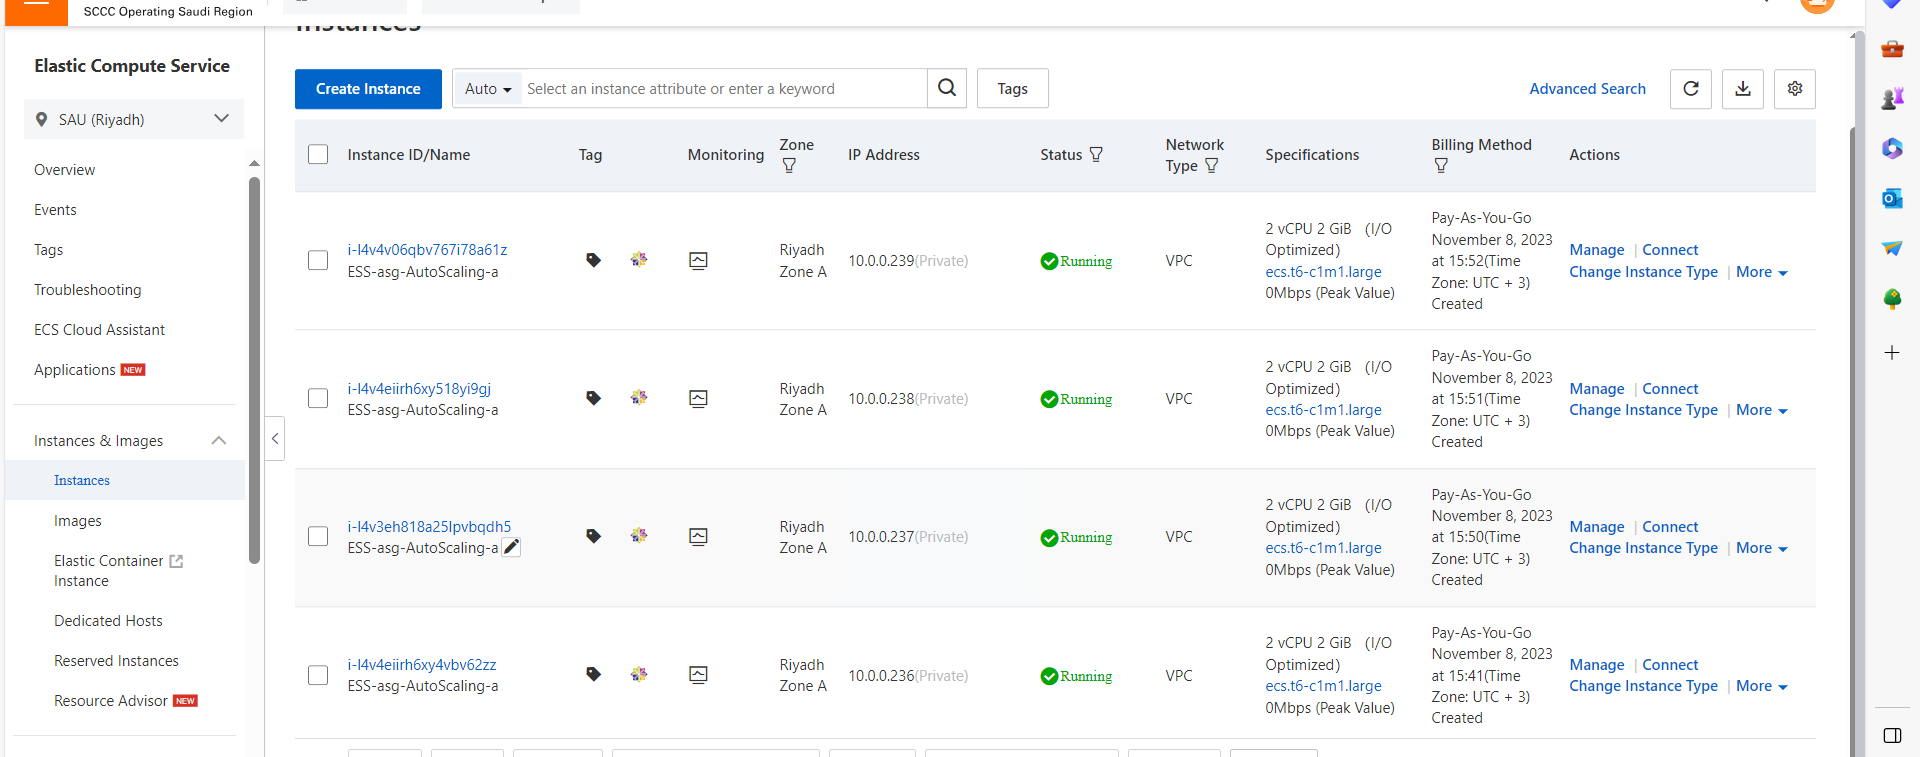 SCCC Operating Saudi Region
Instances
Elastic Compute Service
SAU (Riyadh)
Overview
Events
Tags
Troubleshooting
ECS Cloud Assistant
Applications NEW
Instances & Images
Instances
Images
Elastic Container
Instance
Dedicated Hosts
Reserved Instances
Resource Advisor NEW
Create Instance
Auto
Select an instance attribute or enter a keyword
Tags
Advanced Search
Instance ID/Name
Tag
Monitoring
Zone
IP Address
Status
Network
Type
Specifications
Billing Method
Actions
i-l4v4v06qbv767i78a61z
ESS-asg-AutoScaling-a
Riyadh
Zone A
10.0.0.239(Private)
Running
VPC
2 vCPU 2 GiB (I/O
Optimized)
ecs.t6-c1m1.large
0Mbps (Peak Value)
Pay-As-You-Go
November 8, 2023
at 15:52(Time
Zone: UTC + 3)
Created
Manage | Connect
Change Instance Type | More
i-l4v4eiirh6xy518yi9gj
ESS-asg-AutoScaling-a
Riyadh
Zone A
10.0.0.238(Private)
Running
VPC
2 vCPU 2 GiB (I/O
Optimized)
ecs.t6-c1m1.large
0Mbps (Peak Value)
Pay-As-You-Go
November 8, 2023
at 15:51(Time
Zone: UTC + 3)
Created
Manage | Connect
Change Instance Type | More
i-l4v3eh818a25lpvbqdh5
ESS-asg-AutoScaling-a
Riyadh
Zone A
10.0.0.237(Private)
Running
VPC
2 vCPU 2 GiB (I/O
Optimized)
ecs.t6-c1m1.large
0Mbps (Peak Value)
Pay-As-You-Go
November 8, 2023
at 15:50(Time
Zone: UTC + 3)
Created
Manage | Connect
Change Instance Type | More
i-l4v4eiirh6xy4vbv62zz
ESS-asg-AutoScaling-a
Riyadh
Zone A
10.0.0.236(Private)
Running
VPC
2 vCPU 2 GiB (I/O
Optimized)
ecs.t6-c1m1.large
0Mbps (Peak Value)
Pay-As-You-Go
November 8, 2023
at 15:41(Time
Zone: UTC + 3)
Created
Manage | Connect
Change Instance Type | More